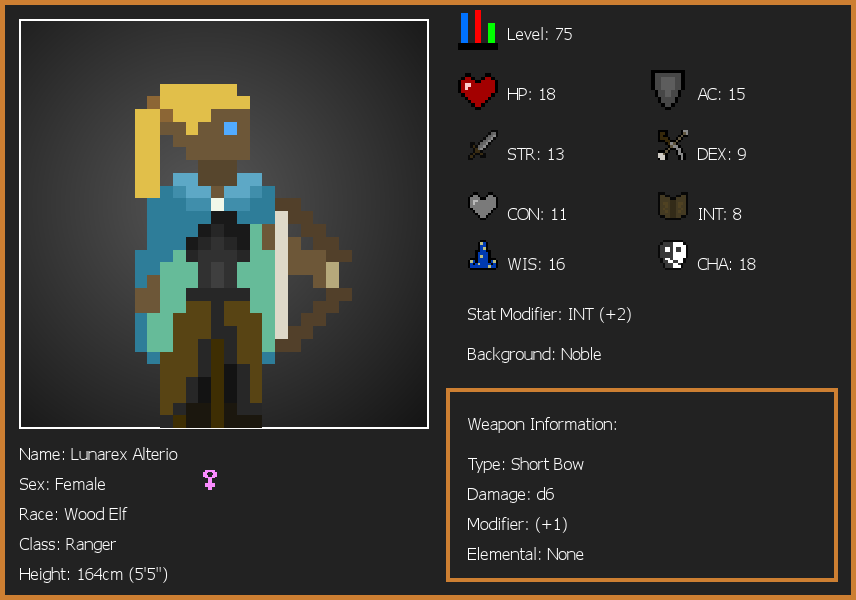 Level: 75
HP: 18
AC: 15
STR: 13
DEX: 9
CON: 11
INT: 8
WIS: 16
CHA: 18
Stat Modifier: INT (+2)
Background: Noble
Weapon Information:
Type: Short Bow
Damage: d6
Modifier: (+1)
Elemental: None
Name: Lunarex Alterio
Sex: Female
Race: Wood Elf
Class: Ranger
Height: 164cm (5'5")